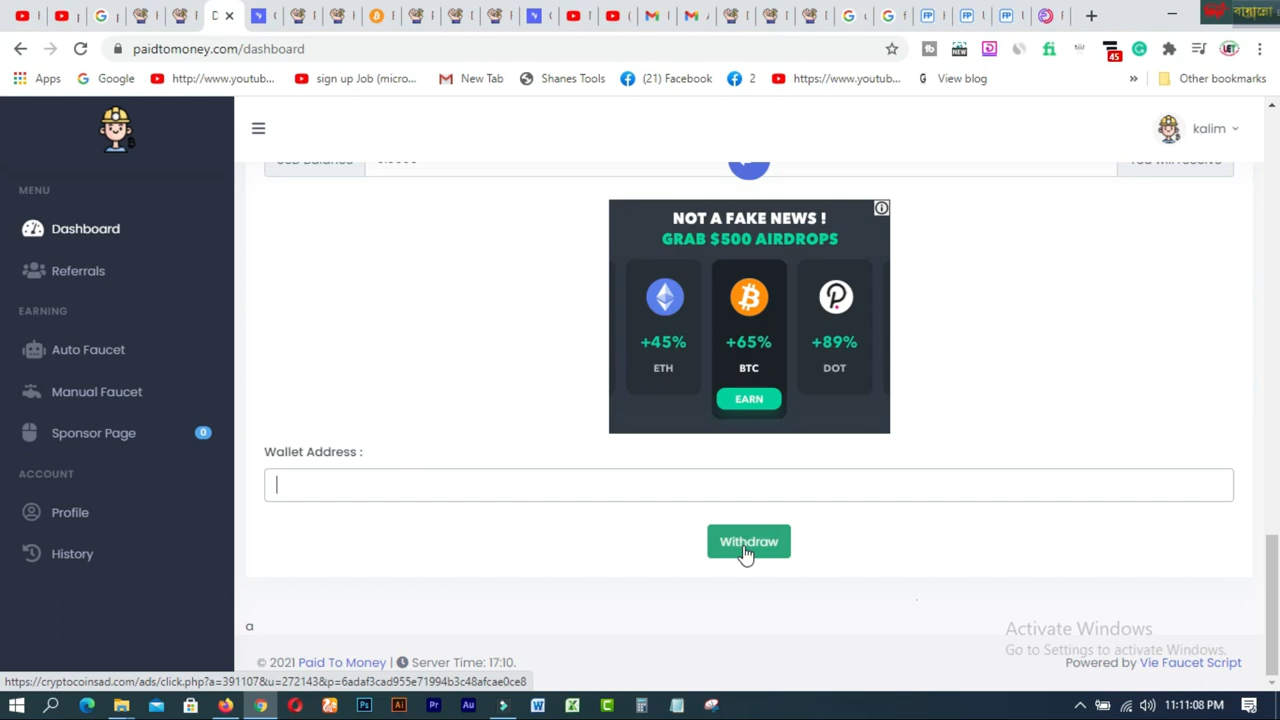 paidtomoney.com/dashboard
45
LET
Apps
Google
http://www.youtub...
sign up Job (micro...
New Tab
Shanes Tools
(21) Facebook
2
https://www.youtub...
View blog
»
Other bookmarks
kalim
MENU
Dashboard
Referrals
EARNING
Auto Faucet
Manual Faucet
Sponsor Page 0
ACCOUNT
Profile
History
NOT A FAKE NEWS !
GRAB $500 AIRDROPS
+45% +65% +89%
ETH BTC DOT
EARN
Wallet Address :
Withdraw
a
Activate Windows
Go to Settings to activate Windows.
© 2021 Paid To Money | Server Time: 17:10.
Powered by Vie Faucet Script
https://cryptocoinsad.com/ads/click.php?a=391107&u=272143&p=6adaf3cad955e71994b3c48afcae0ce8
11:11:08 PM